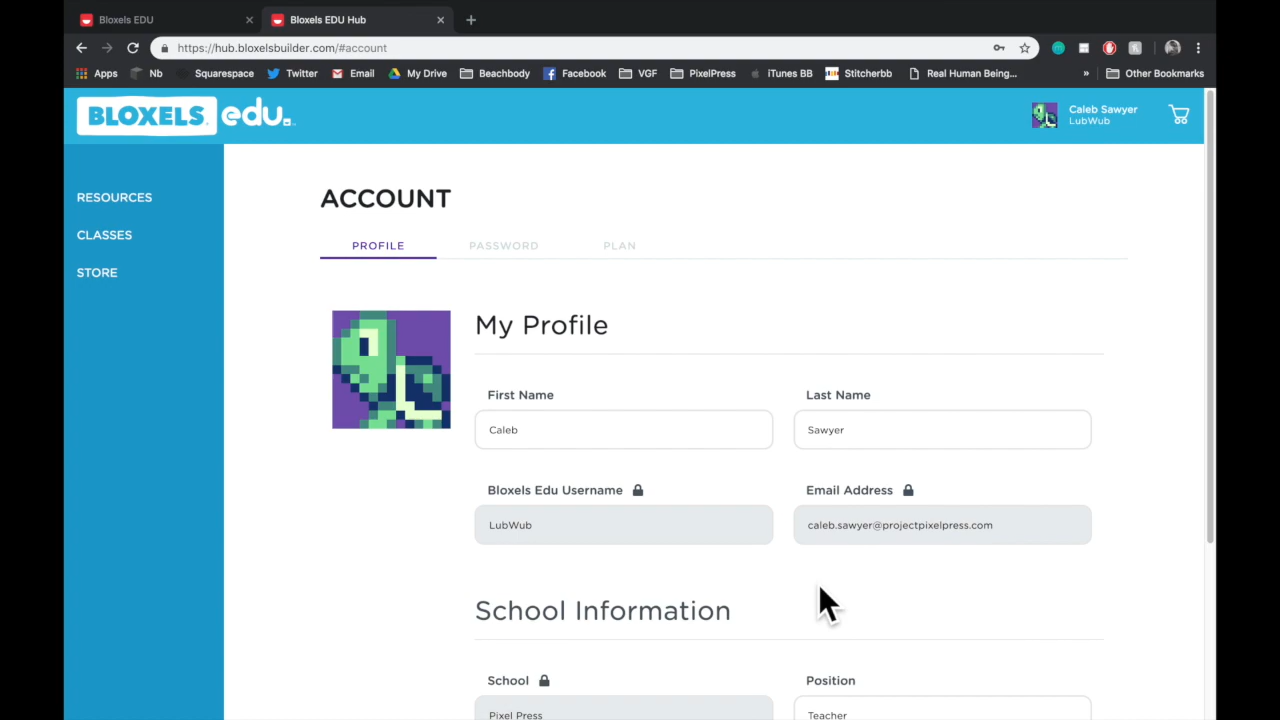 Bloxels EDU
Bloxels EDU Hub
https://hub.bloxelsbuilder.com/#account
Apps Nb Squarespace Twitter Email My Drive Beachbody Facebook VGF PixelPress iTunes BB Stitcherbb Real Human Being... » Other Bookmarks
BLOXELS edu.
Caleb Sawyer
LubWub
RESOURCES
CLASSES
STORE
ACCOUNT
PROFILE PASSWORD PLAN
My Profile
First Name Last Name
Caleb Sawyer
Bloxels Edu Username Email Address
LubWub caleb.sawyer@projectpixelpress.com
School Information
School Position
Pixel Press Teacher